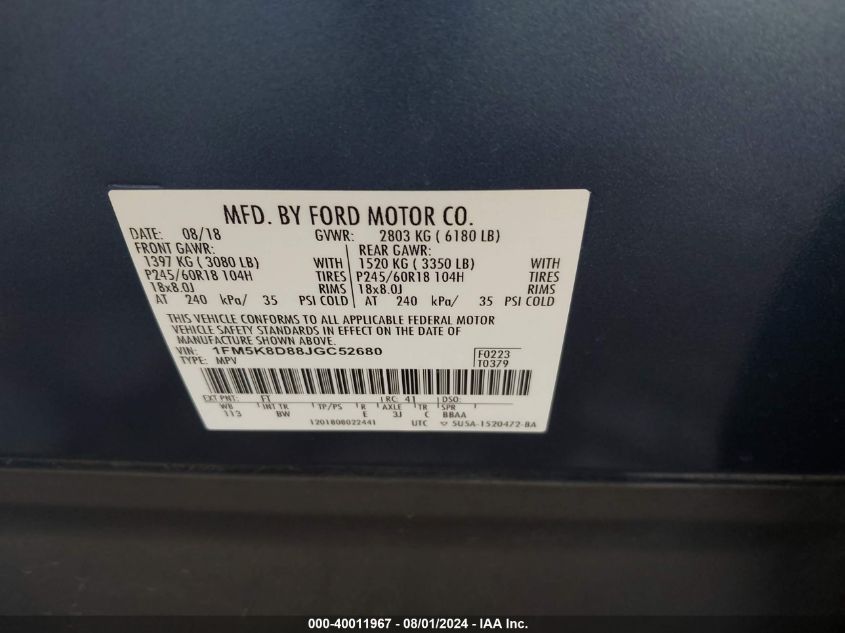 MFD. BY FORD MOTOR CO.
DATE: 08/18 GVWR: 2803 KG ( 6180 LB)
FRONT GAWR: REAR GAWR:
1397 KG ( 3080 LB) WITH 1520 KG ( 3350 LB) WITH
P245/60R18 104H TIRES P245/60R18 104H TIRES
18x8.0J RIMS 18x8.0J RIMS
AT 240 kPa/ 35 PSI COLD AT 240 kPa/ 35 PSI COLD
THIS VEHICLE CONFORMS TO ALL APPLICABLE FEDERAL MOTOR
VEHICLE SAFETY STANDARDS IN EFFECT ON THE DATE OF
MANUFACTURE SHOWN ABOVE.
VIN: 1FM5K8D88JGC52680 F0223
TYPE: MPV T0379
EXT PNT: FT RC: 41 DSO:
WB INT TR TP/PS R AXLE TR SPR
113 BW E 3J C BBAA
1201808022441 UTC 5U5A-1520472-BA
000-40011967 - 08/01/2024 - IAA Inc.